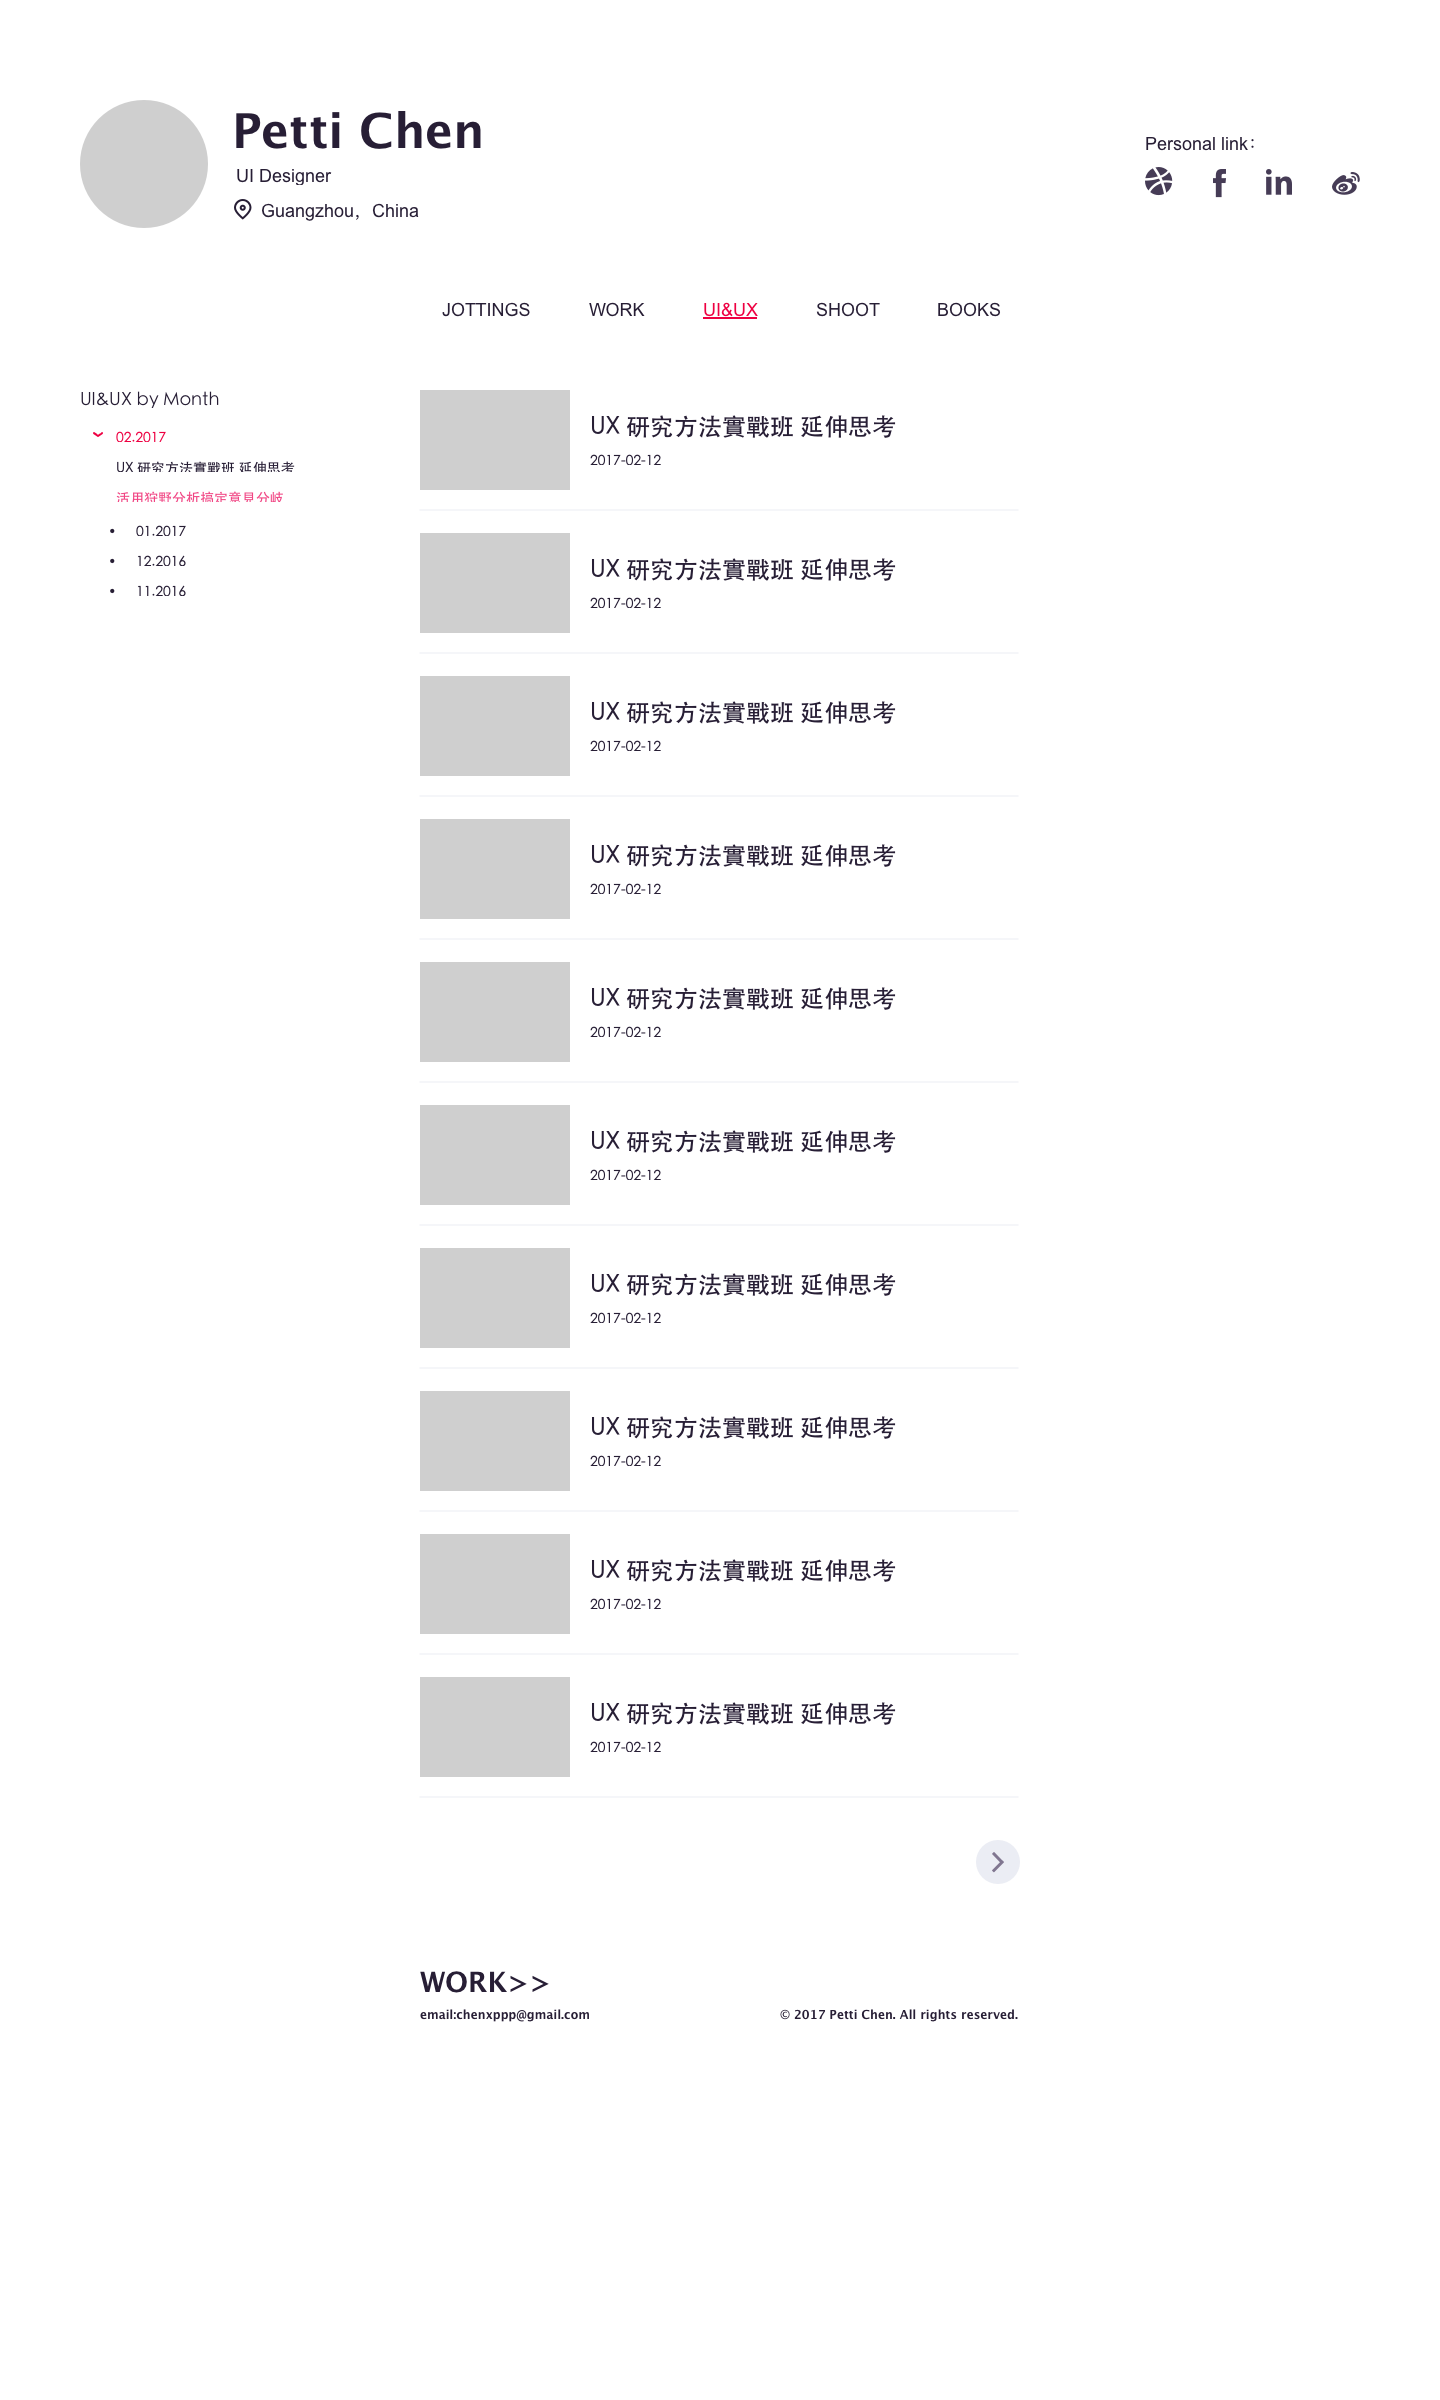 Petti Chen
UI Designer
Guangzhou，China
Personal link：
JOTTINGS WORK UI&UX SHOOT BOOKS
UI&UX by Month
02.2017
UX 研究方法實戰班 延伸思考
活用狩野分析搞定意見分歧
• 01.2017
• 12.2016
• 11.2016
UX 研究方法實戰班 延伸思考
2017-02-12
UX 研究方法實戰班 延伸思考
2017-02-12
UX 研究方法實戰班 延伸思考
2017-02-12
UX 研究方法實戰班 延伸思考
2017-02-12
UX 研究方法實戰班 延伸思考
2017-02-12
UX 研究方法實戰班 延伸思考
2017-02-12
UX 研究方法實戰班 延伸思考
2017-02-12
UX 研究方法實戰班 延伸思考
2017-02-12
UX 研究方法實戰班 延伸思考
2017-02-12
UX 研究方法實戰班 延伸思考
2017-02-12
WORK>>
email:chenxppp@gmail.com
© 2017 Petti Chen. All rights reserved.